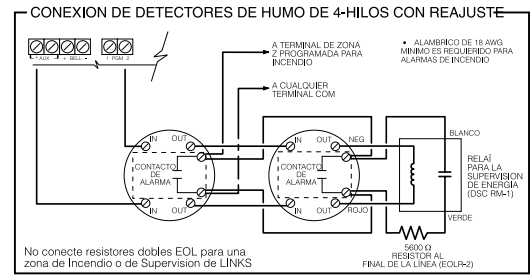 CONEXION DE DETECTORES DE HUMO DE 4-HILOS CON REAJUSTE
+ AUX - + BELL - 1 PGM 2
A TERMINAL DE ZONA
Z PROGRAMADA PARA
INCENDIO
• ALAMBRICO DE 18 AWG
MINIMO ES REQUIERIDO PARA
ALARMAS DE INCENDIO
A CUALQUIER
TERMINAL COM
IN OUT
IN OUT NEG
BLANCO
CONTACTO
DE ALARMA
CONTACTO
DE ALARMA
RELAÍ
PARA LA
SUPERVISION
DE ENERGÍA
(DSC RM-1)
IN OUT
IN OUT ROJO
VERDE
5600 Ω
RESISTOR AL
FINAL DE LA LÍNEA (EOLR-2)
No conecte resistores dobles EOL para una
zona de Incendio o de Supervision de LINKS